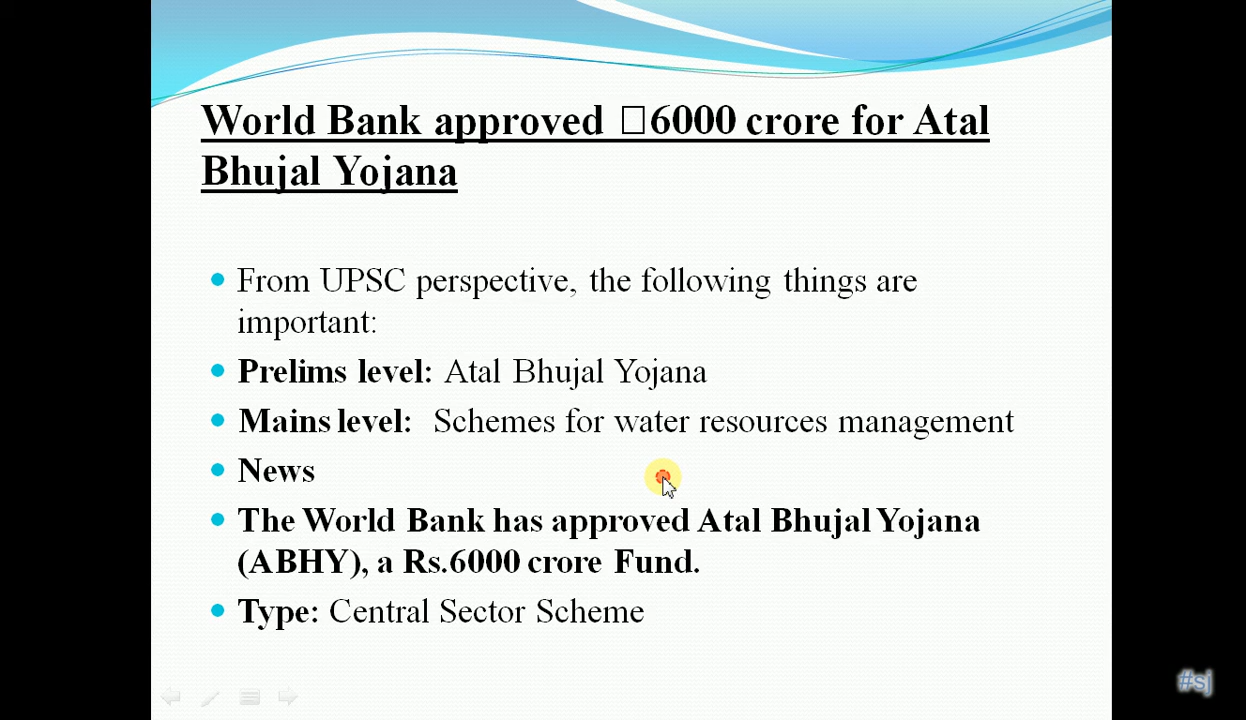 World Bank approved □6000 crore for Atal
Bhujal Yojana
From UPSC perspective, the following things are
important:
Prelims level: Atal Bhujal Yojana
Mains level: Schemes for water resources management
News
The World Bank has approved Atal Bhujal Yojana
(ABHY), a Rs.6000 crore Fund.
Type: Central Sector Scheme
#sj